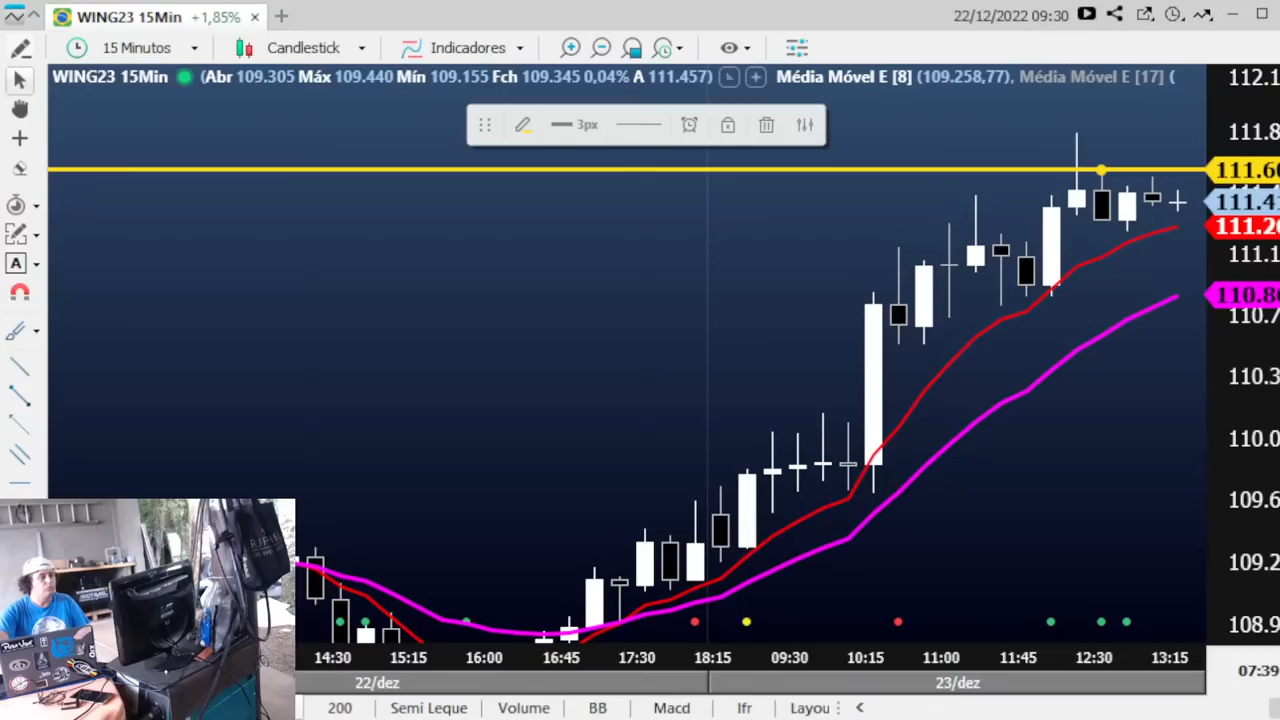 WING23 15Min +1,85%
22/12/2022 09:30
15 Minutos
Candlestick
Indicadores
WING23 15Min (Abr 109.305 Máx 109.440 Mín 109.155 Fch 109.345 0,04% A 111.457) Média Móvel E [8] (109.258,77), Média Móvel E [17] (
3px
112.1
111.8
111.60
111.41
111.26
111.1
110.86
110.7
110.3
110.0
109.6
109.2
108.9
A
14:30 15:15 16:00 16:45 17:30 18:15 09:30 10:15 11:00 11:45 12:30 13:15
07:39
22/dez 23/dez
200 Semi Leque Volume BB Macd Ifr Layou